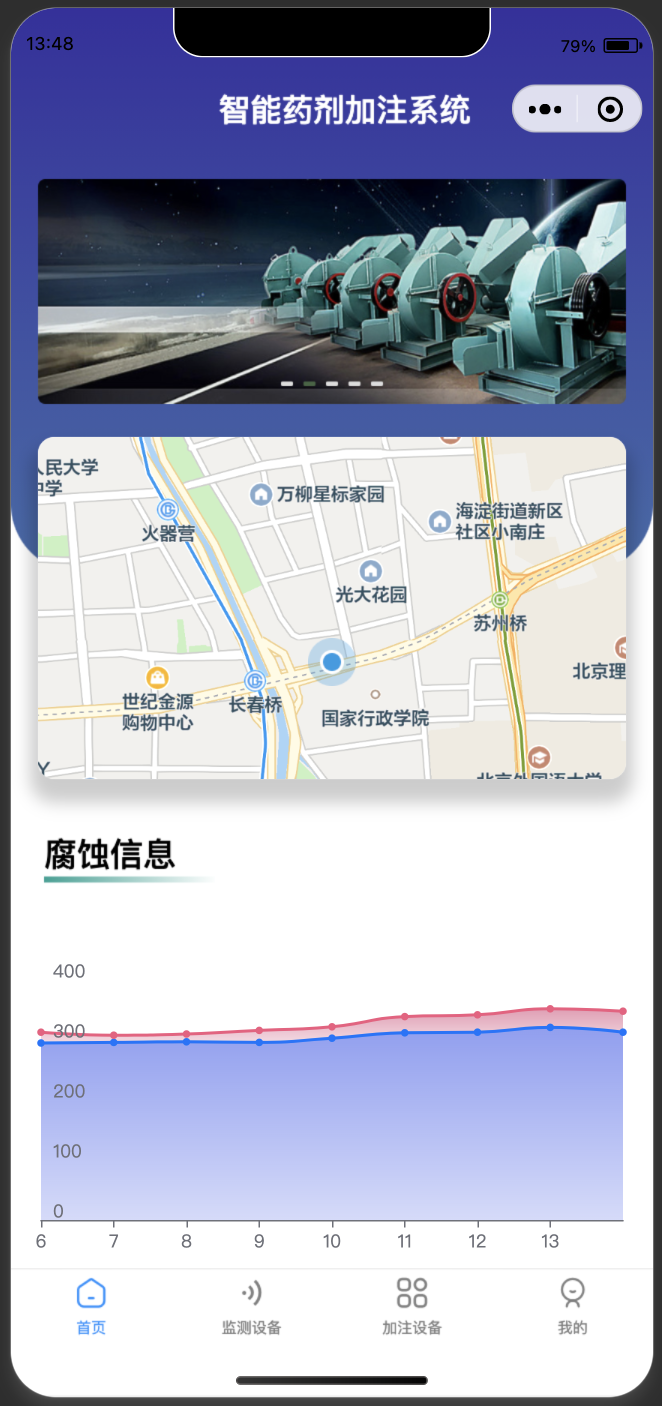 13:48
79%
智能药剂加注系统
人民大学
中学
万柳星标家园
海淀街道新区
社区小南庄
火器营
光大花园
苏州桥
北京理
世纪金源
购物中心
长春桥
国家行政学院
Y
北京外国语大学
腐蚀信息
400
300
200
100
0
6 7 8 9 10 11 12 13
首页 监测设备 加注设备 我的